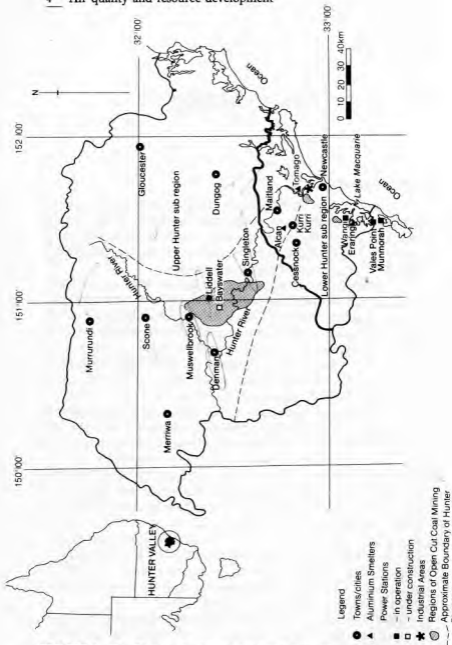 4 Air quality and resource development
HUNTER VALLEY
150°00'
151°00'
152°00'
32°00'
33°00'
N
Murrurundi
Scone
Merriwa
Muswellbrook
Denman
Liddell
Bayswater
Singleton
Hunter River
Hunter River
Gloucester
Dungog
Upper Hunter sub region
Maitland
Alcan
Kurri
Kurri
Cessnock
Tomago
Newcastle
Lower Hunter sub region
Lake Macquarie
Wangi
Eraring
Vales Point
Munmorah
Ocean
Ocean
0 10 20 30 40km
Legend
Towns/cities
Aluminium Smelters
Power Stations
– in operation
– under construction
Industrial Areas
Regions of Open Cut Coal Mining
Approximate Boundary of Hunter